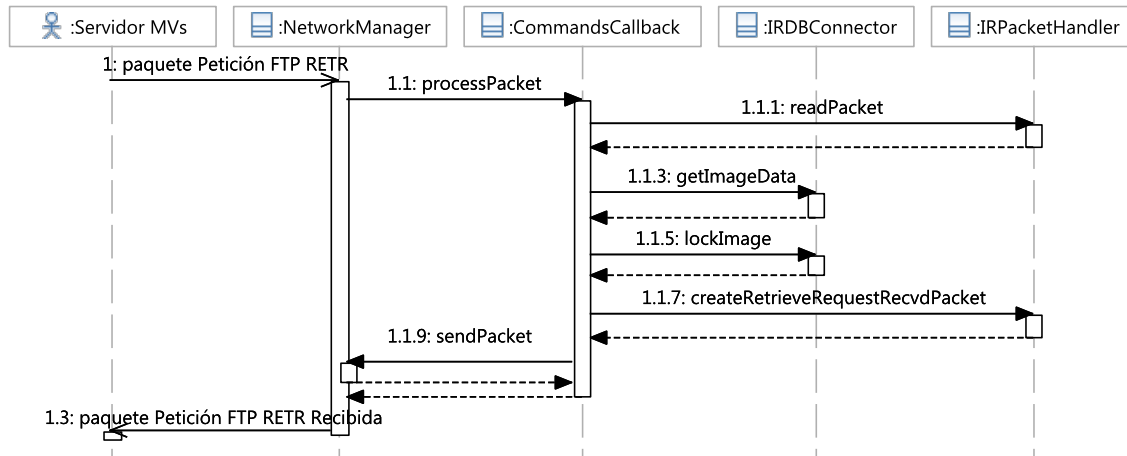 :Servidor MVs
:NetworkManager
:CommandsCallback
:IRDBConnector
:IRPacketHandler
1: paquete Petición FTP RETR
1.1: processPacket
1.1.1: readPacket
1.1.3: getImageData
1.1.5: lockImage
1.1.7: createRetrieveRequestRecvdPacket
1.1.9: sendPacket
1.3: paquete Petición FTP RETR Recibida